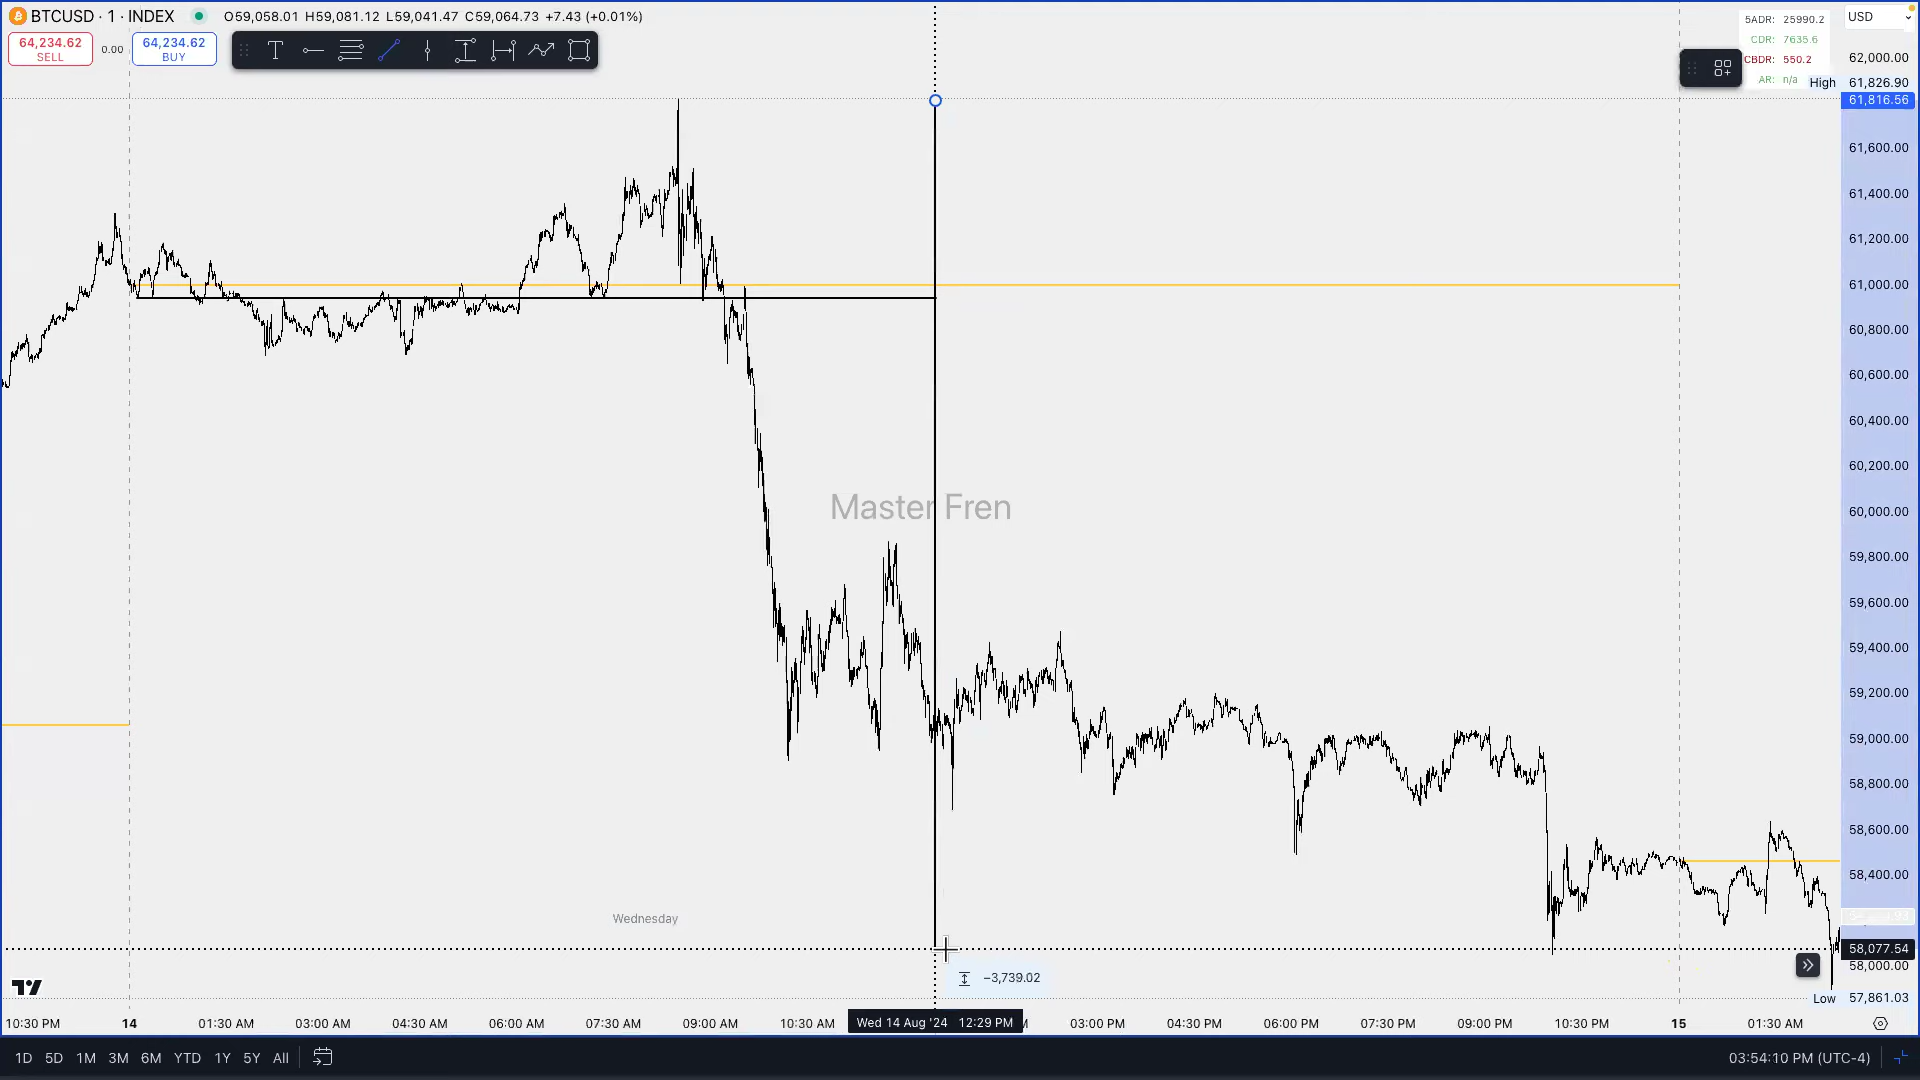 BTCUSD · 1 · INDEX O59,058.01 H59,081.12 L59,041.47 C59,064.73 +7.43 (+0.01%)
64,234.62 0.00 64,234.62
SELL BUY
5ADR: 25990.2
CDR: 7635.6
CBDR: 550.2
AR: n/a
USD
62,000.00
High 61,826.90
61,816.56
61,600.00
61,400.00
61,200.00
61,000.00
60,800.00
60,600.00
60,400.00
60,200.00
60,000.00
59,800.00
59,600.00
59,400.00
59,200.00
59,000.00
58,800.00
58,600.00
58,400.00
58,077.54
58,000.00
Low 57,861.03
Master Fren
Wednesday
−3,739.02
10:30 PM 14 01:30 AM 03:00 AM 04:30 AM 06:00 AM 07:30 AM 09:00 AM 10:30 AM Wed 14 Aug '24 12:29 PM 03:00 PM 04:30 PM 06:00 PM 07:30 PM 09:00 PM 10:30 PM 15 01:30 AM
1D 5D 1M 3M 6M YTD 1Y 5Y All 03:54:10 PM (UTC-4)